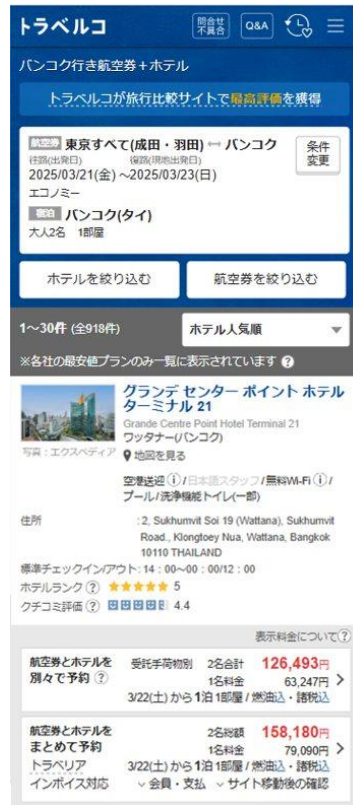 トラベルコ
問合せ
不具合
Q&A
バンコク行き航空券＋ホテル
トラベルコが旅行比較サイトで最高評価を獲得
航空券 東京すべて(成田・羽田) ↔ バンコク
条件
変更
往路(出発日) 復路(現地出発日)
2025/03/21(金) ～2025/03/23(日)
エコノミー
宿泊 バンコク(タイ)
大人2名 1部屋
ホテルを絞り込む
航空券を絞り込む
1～30件 (全918件)
ホテル人気順
※各社の最安値プランのみ一覧に表示されています ?
グランデ センター ポイント ホテル
ターミナル 21
Grande Centre Point Hotel Terminal 21
ワッタナー(バンコク)
写真：エクスペディア
地図を見る
空港送迎 i / 日本語スタッフ / 無料Wi-Fi i /
プール / 洗浄機能トイレ(一部)
住所 : 2, Sukhumvit Soi 19 (Wattana), Sukhumvit
Road., Klongtoey Nua, Wattana, Bangkok
10110 THAILAND
標準チェックイン/アウト : 14：00～00：00/12：00
ホテルランク ? ★★★★★ 5
クチコミ評価 ? 4.4
表示料金について?
航空券とホテルを
別々で予約 ?
受託手荷物別 2名合計 126,493円
1名料金 63,247円
3/22(土) から1泊 1部屋 / 燃油込・諸税込
航空券とホテルを
まとめて予約
トラベリア
インボイス対応
2名総額 158,180円
1名料金 79,090円
3/22(土) から1泊 1部屋 / 燃油込・諸税込
会員・支払 サイト移動後の確認